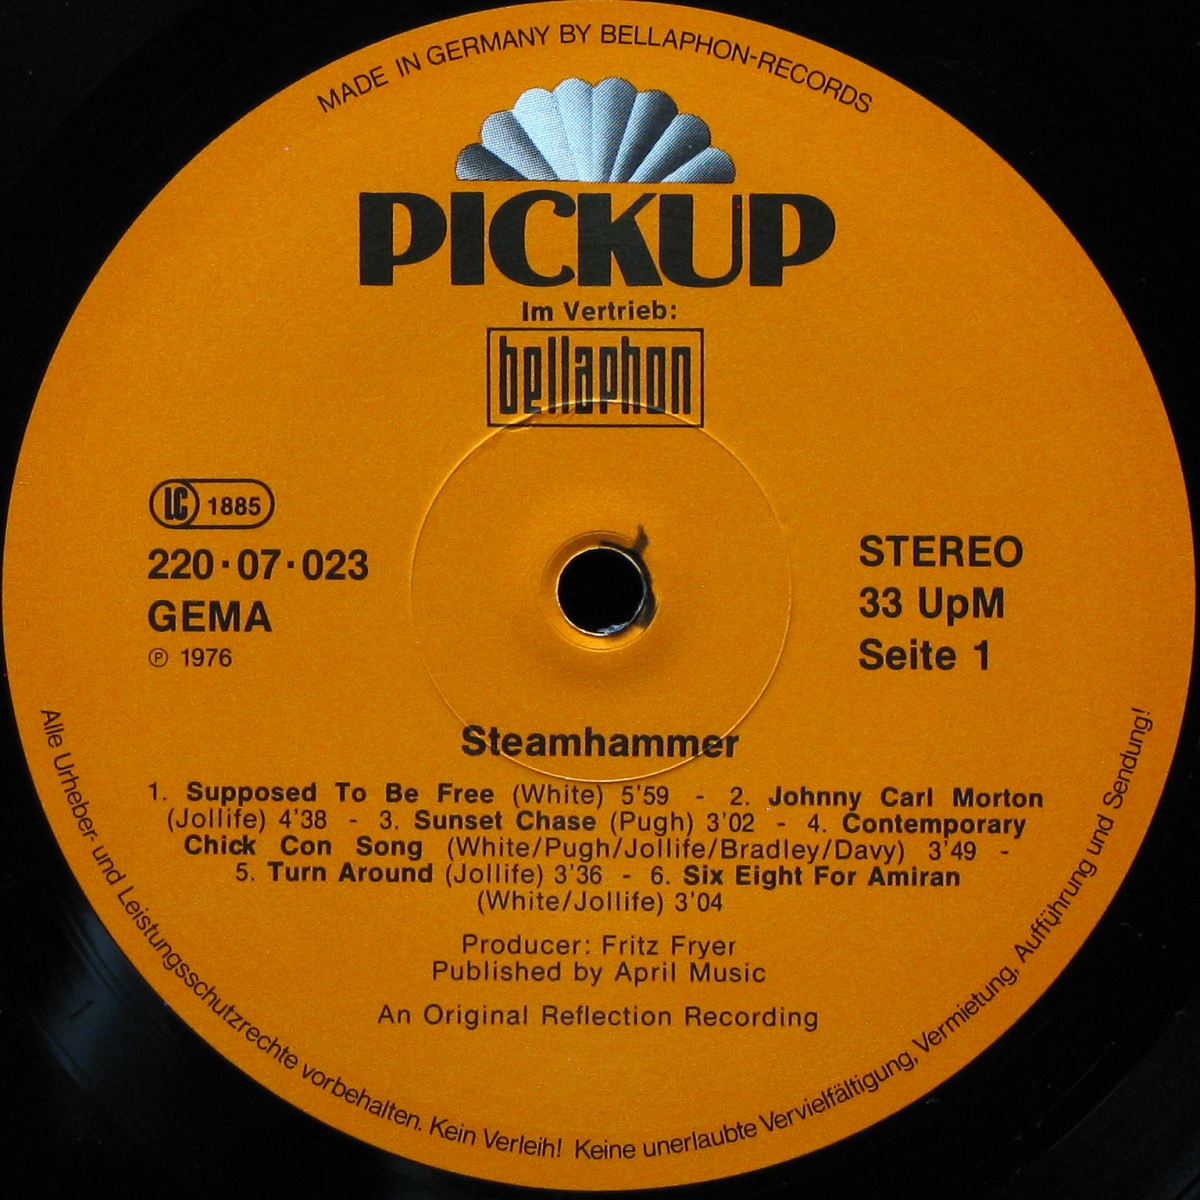 MADE IN GERMANY BY BELLAPHON-RECORDS
PICKUP
Im Vertrieb:
bellaphon
LC 1885
220·07·023
GEMA
℗ 1976
STEREO
33 UpM
Seite 1
Steamhammer
1. Supposed To Be Free (White) 5'59 - 2. Johnny Carl Morton
(Jollife) 4'38 - 3. Sunset Chase (Pugh) 3'02 - 4. Contemporary
Chick Con Song (White/Pugh/Jollife/Bradley/Davy) 3'49 -
5. Turn Around (Jollife) 3'36 - 6. Six Eight For Amiran
(White/Jollife) 3'04
Producer: Fritz Fryer
Published by April Music
An Original Reflection Recording
Alle Urheber- und Leistungsschutzrechte vorbehalten. Kein Verleih! Keine unerlaubte Vervielfältigung, Vermietung, Aufführung und Sendung!